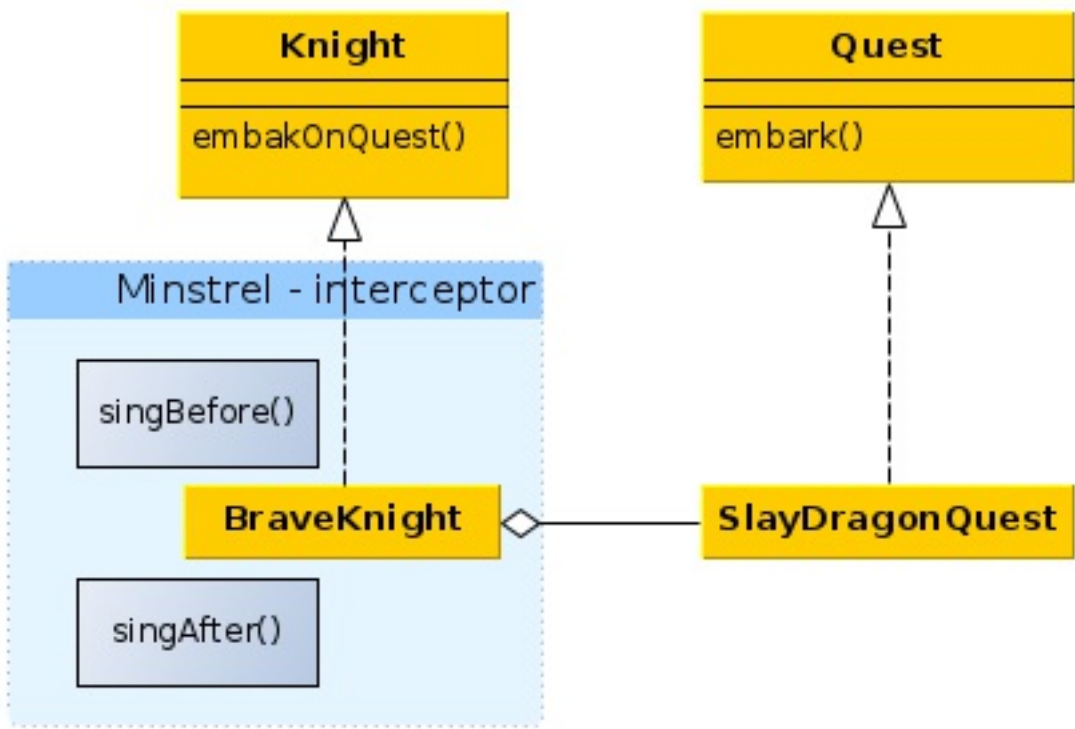 Knight
embakOnQuest()
Quest
embark()
Minstrel - interceptor
singBefore()
BraveKnight
SlayDragonQuest
singAfter()